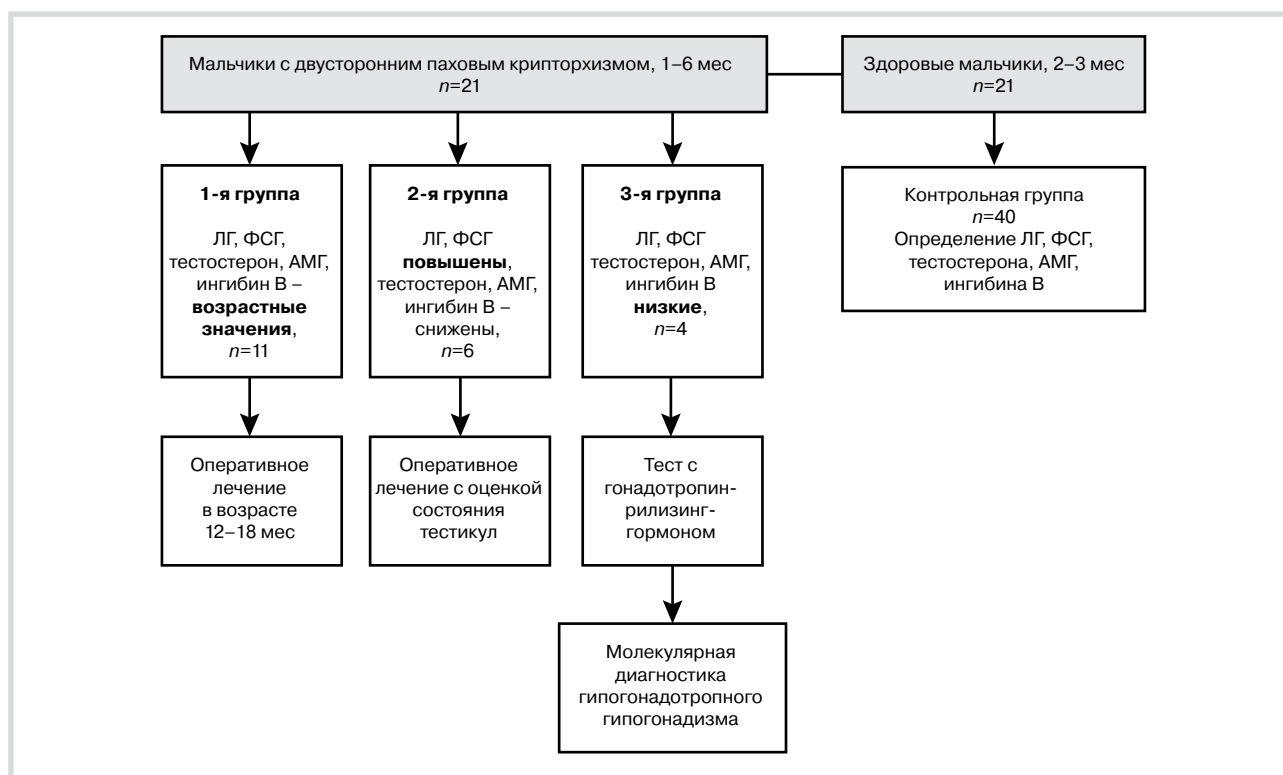 Мальчики с двусторонним паховым крипторхизмом, 1–6 мес
n=21
Здоровые мальчики, 2–3 мес
n=21
1-я группа
ЛГ, ФСГ,
тестостерон, АМГ,
ингибин В –
возрастные
значения,
n=11
2-я группа
ЛГ, ФСГ
повышены,
тестостерон, АМГ,
ингибин В –
снижены,
n=6
3-я группа
ЛГ, ФСГ
тестостерон, АМГ,
ингибин В
низкие,
n=4
Контрольная группа
n=40
Определение ЛГ, ФСГ,
тестостерона, АМГ,
ингибина В
Оперативное
лечение
в возрасте
12–18 мес
Оперативное
лечение с оценкой
состояния
тестикул
Тест с
гонадотропин-
рилизинг-
гормоном
Молекулярная
диагностика
гипогонадотропного
гипогонадизма